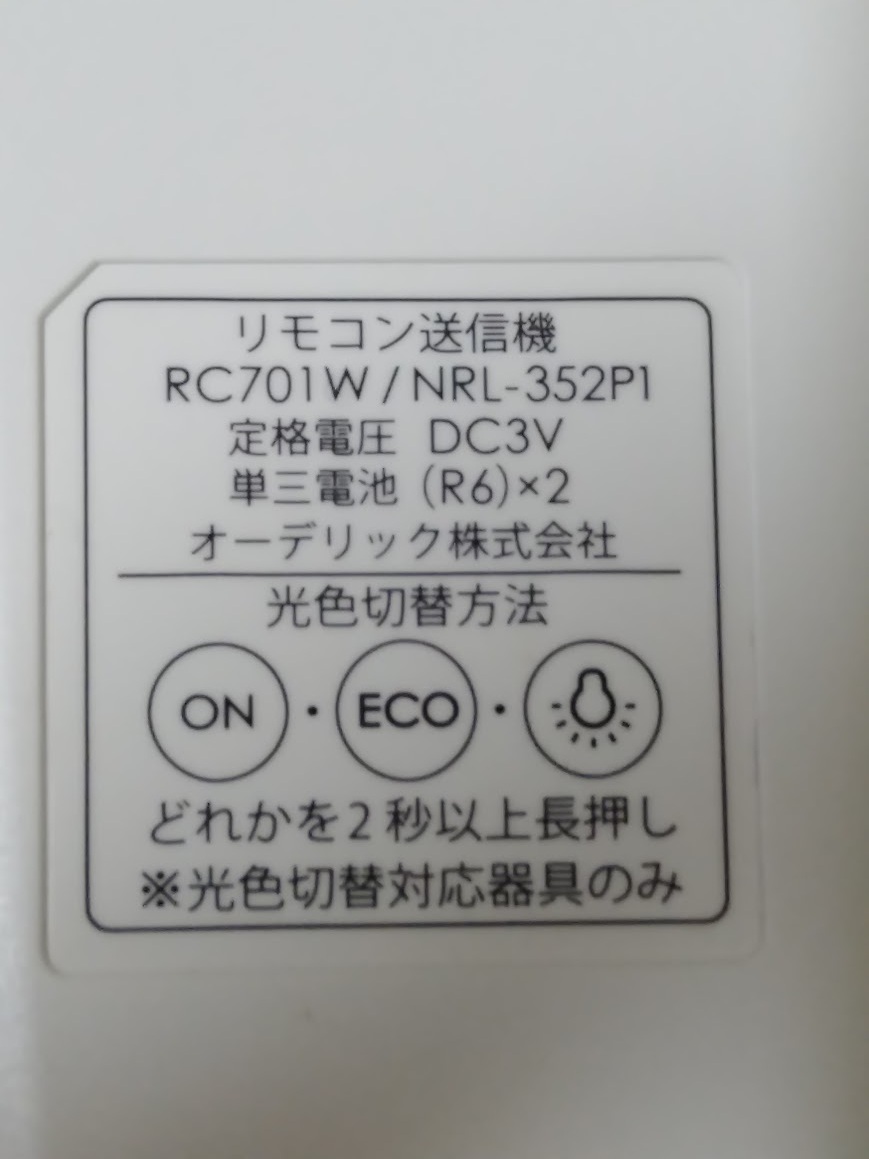 リモコン送信機
RC701W/NRL-352P1
定格電圧 DC3V
単三電池 (R6)×2
オーデリック株式会社
光色切替方法
ON・ECO・
どれかを2秒以上長押し
※光色切替対応器具のみ